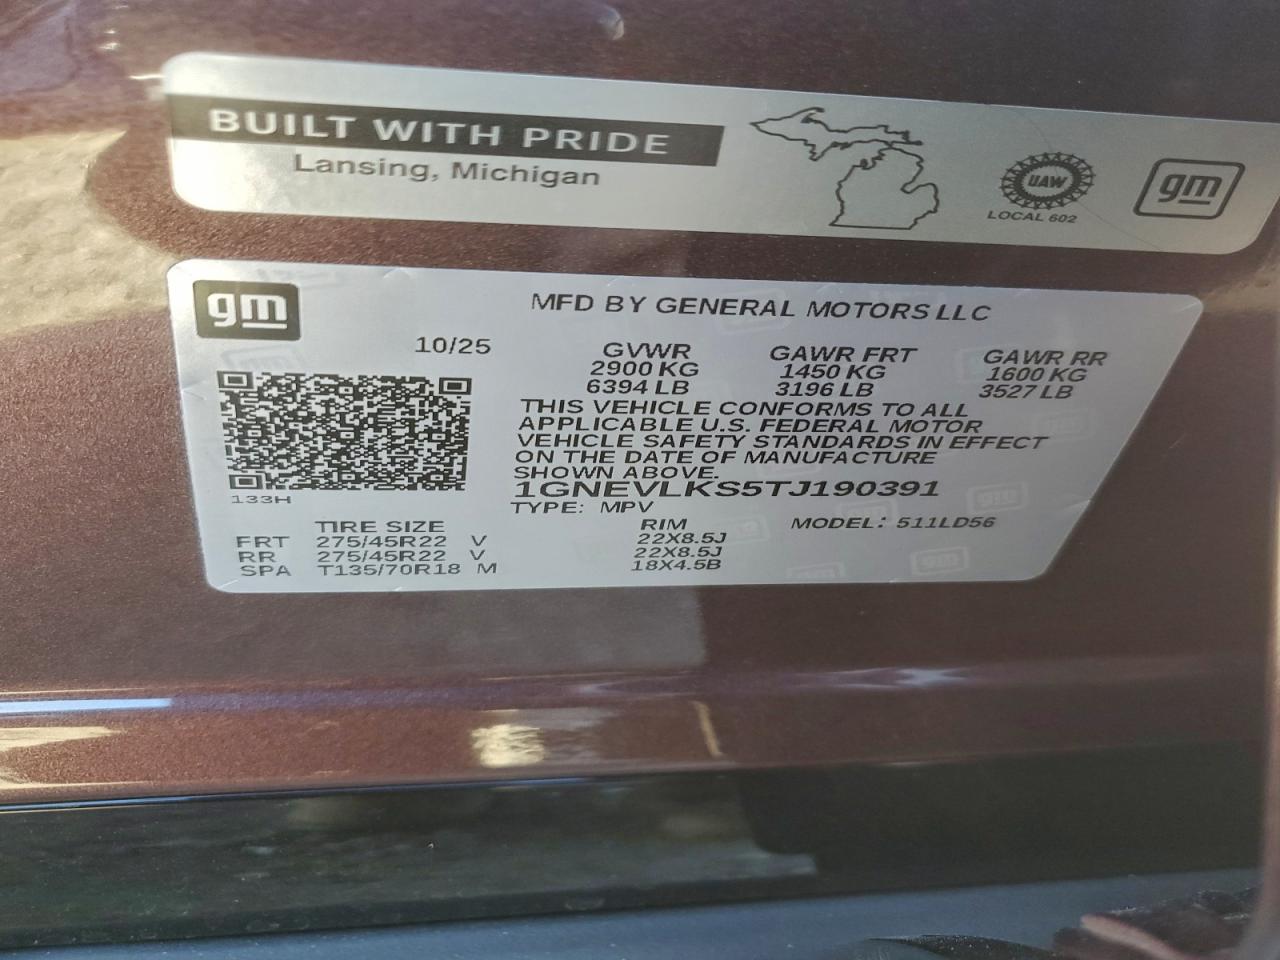 BUILT WITH PRIDE
Lansing, Michigan
UAW
LOCAL 602
gm
gm
MFD BY GENERAL MOTORS LLC
10/25
GVWR GAWR FRT GAWR RR
2900 KG 1450 KG 1600 KG
6394 LB 3196 LB 3527 LB
THIS VEHICLE CONFORMS TO ALL
APPLICABLE U.S. FEDERAL MOTOR
VEHICLE SAFETY STANDARDS IN EFFECT
ON THE DATE OF MANUFACTURE
SHOWN ABOVE.
1GNEVLKS5TJ190391
133H
TYPE: MPV
TIRE SIZE RIM MODEL: 511LD56
FRT 275/45R22 V 22X8.5J
RR 275/45R22 V 22X8.5J
SPA T135/70R18 M 18X4.5B